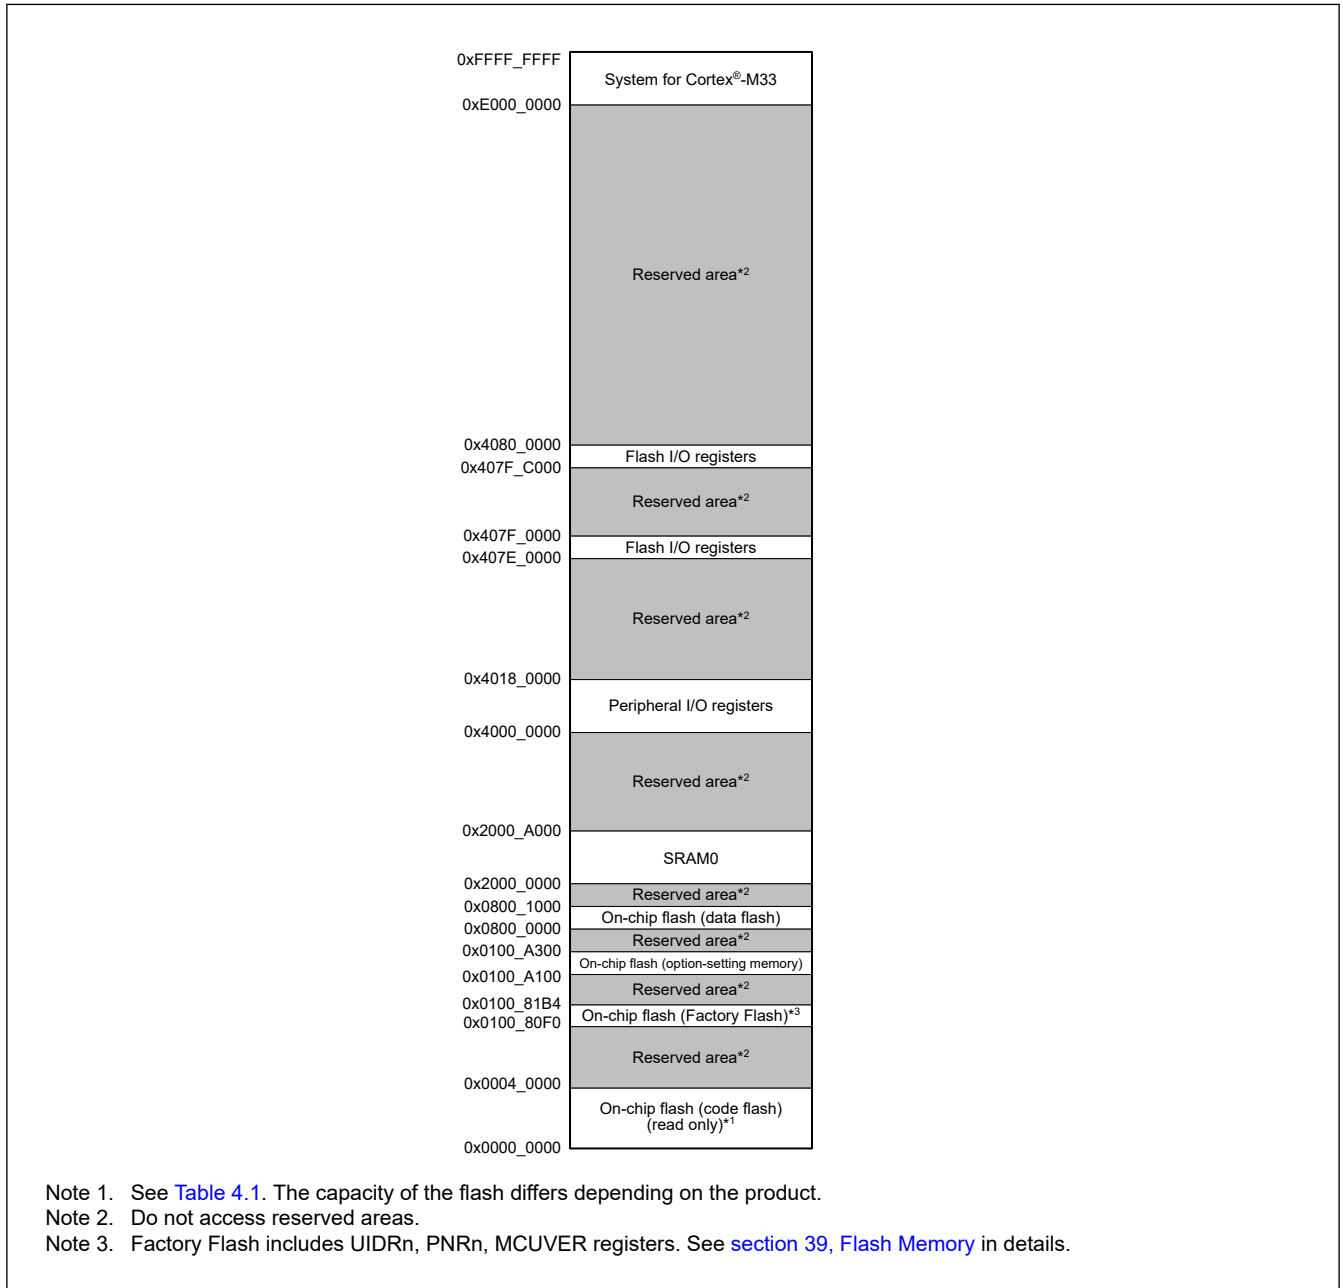 0xFFFF_FFFF
System for Cortex®-M33
0xE000_0000
Reserved area*2
0x4080_0000
Flash I/O registers
0x407F_C000
Reserved area*2
0x407F_0000
Flash I/O registers
0x407E_0000
Reserved area*2
0x4018_0000
Peripheral I/O registers
0x4000_0000
Reserved area*2
0x2000_A000
SRAM0
0x2000_0000
Reserved area*2
0x0800_1000
On-chip flash (data flash)
0x0800_0000
Reserved area*2
0x0100_A300
On-chip flash (option-setting memory)
0x0100_A100
Reserved area*2
0x0100_81B4
On-chip flash (Factory Flash)*3
0x0100_80F0
Reserved area*2
0x0004_0000
On-chip flash (code flash)
(read only)*1
0x0000_0000
Note 1. See Table 4.1. The capacity of the flash differs depending on the product.
Note 2. Do not access reserved areas.
Note 3. Factory Flash includes UIDRn, PNRn, MCUVER registers. See section 39, Flash Memory in details.